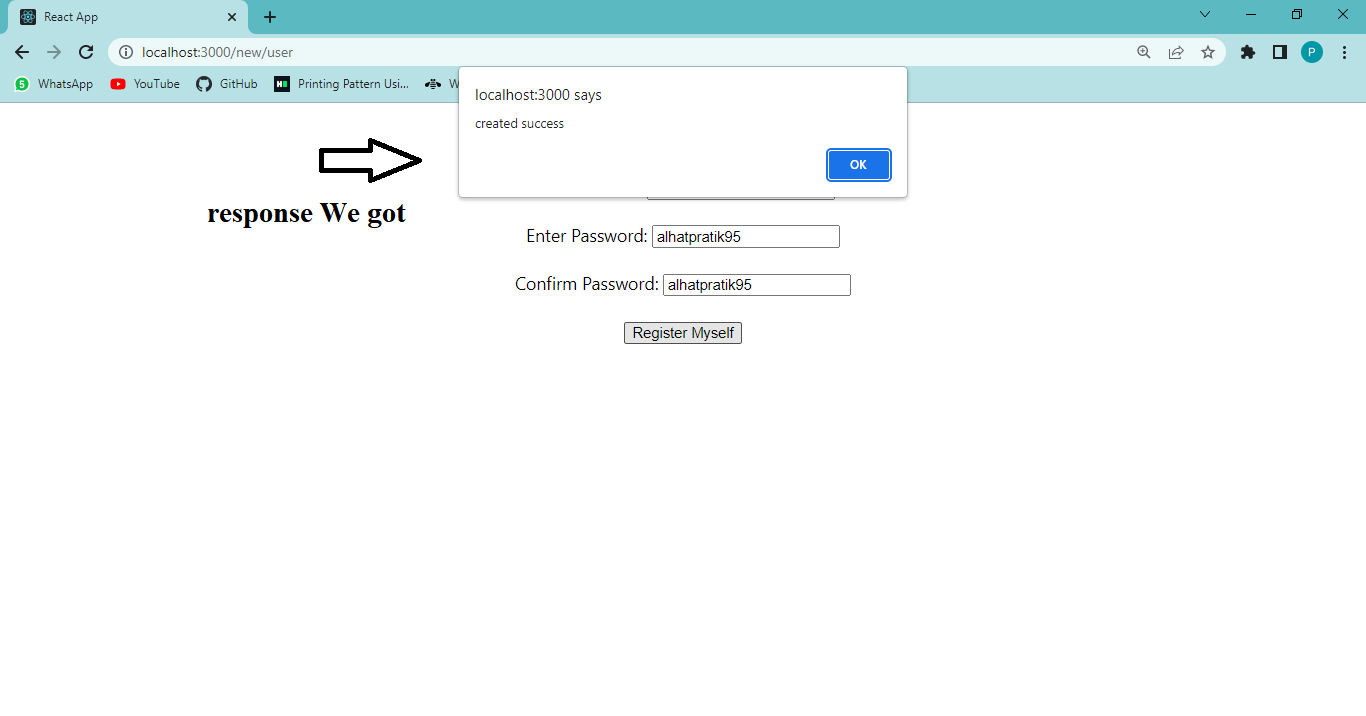 React App
localhost:3000/new/user
P
5 WhatsApp YouTube GitHub Printing Pattern Usi... W
localhost:3000 says
created success
OK
response We got
Enter Password: alhatpratik95
Confirm Password: alhatpratik95
Register Myself